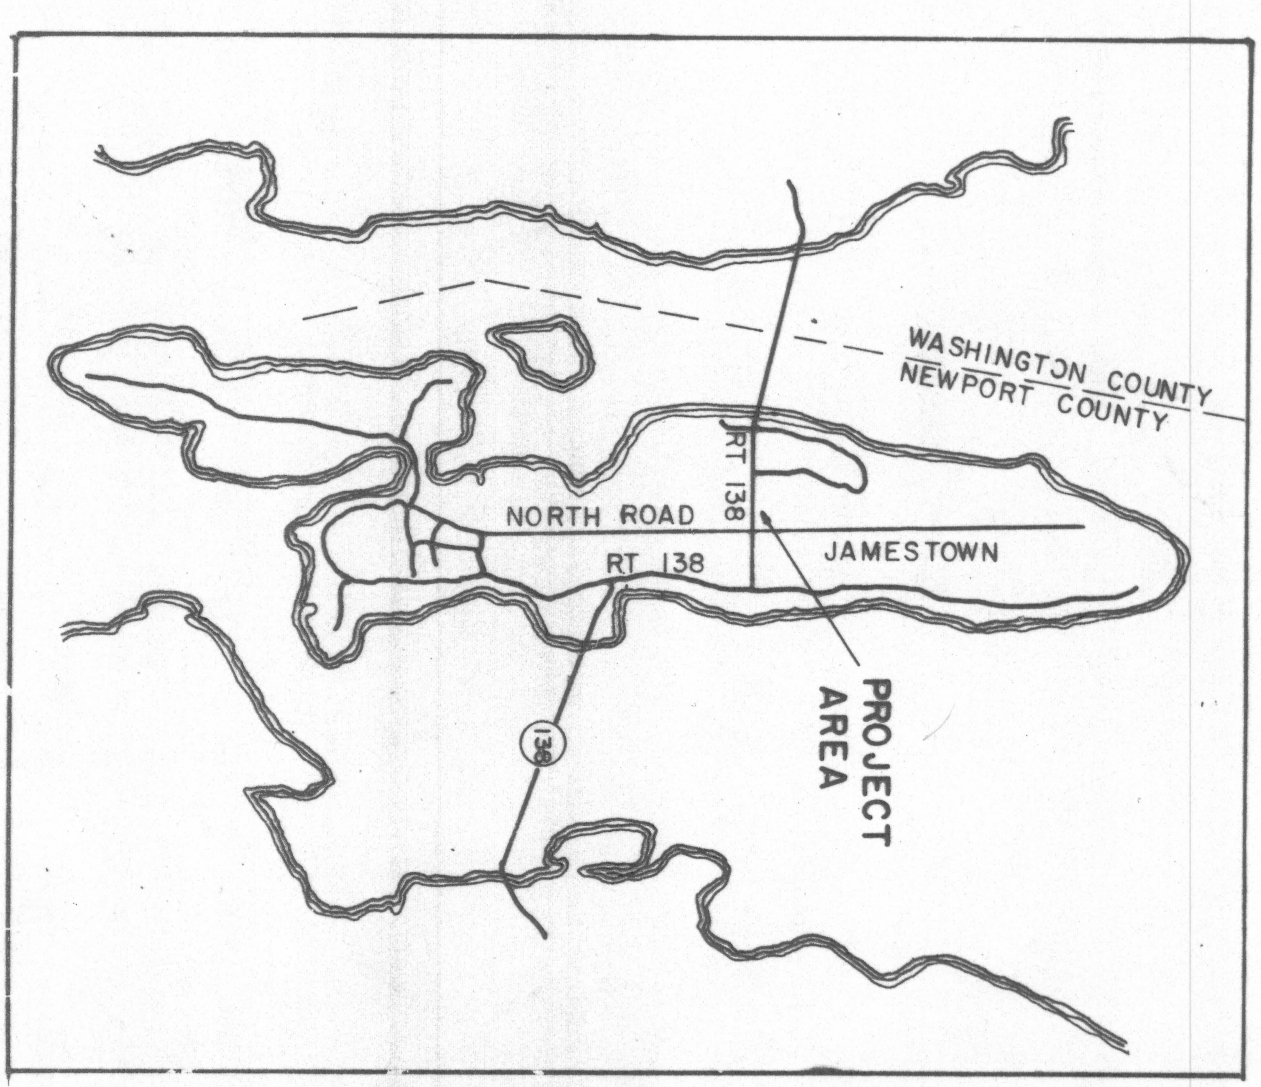 WASHINGTON COUNTY
NEWPORT COUNTY
RT 138
NORTH ROAD
JAMESTOWN
RT 138
PROJECT
AREA
138